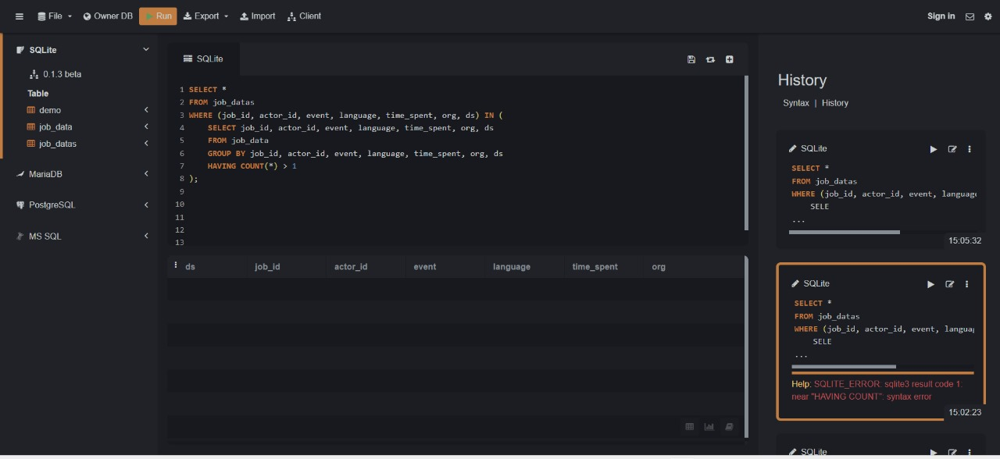 File Owner DB Run Export Import Client Sign in
SQLite
0.1.3 beta
Table
demo
job_data
job_datas
MariaDB
PostgreSQL
MS SQL
SQLite
1 SELECT *
2 FROM job_datas
3 WHERE (job_id, actor_id, event, language, time_spent, org, ds) IN (
4 SELECT job_id, actor_id, event, language, time_spent, org, ds
5 FROM job_data
6 GROUP BY job_id, actor_id, event, language, time_spent, org, ds
7 HAVING COUNT(*) > 1
8 );
9
10
11
12
13
ds job_id actor_id event language time_spent org
History
Syntax | History
SQLite
SELECT *
FROM job_datas
WHERE (job_id, actor_id, event, language
SELE
...
15:05:32
SQLite
SELECT *
FROM job_datas
WHERE (job_id, actor_id, event, languag
SELE
...
Help: SQLITE_ERROR: sqlite3 result code 1:
near "HAVING COUNT": syntax error
15:02:23
SQLite